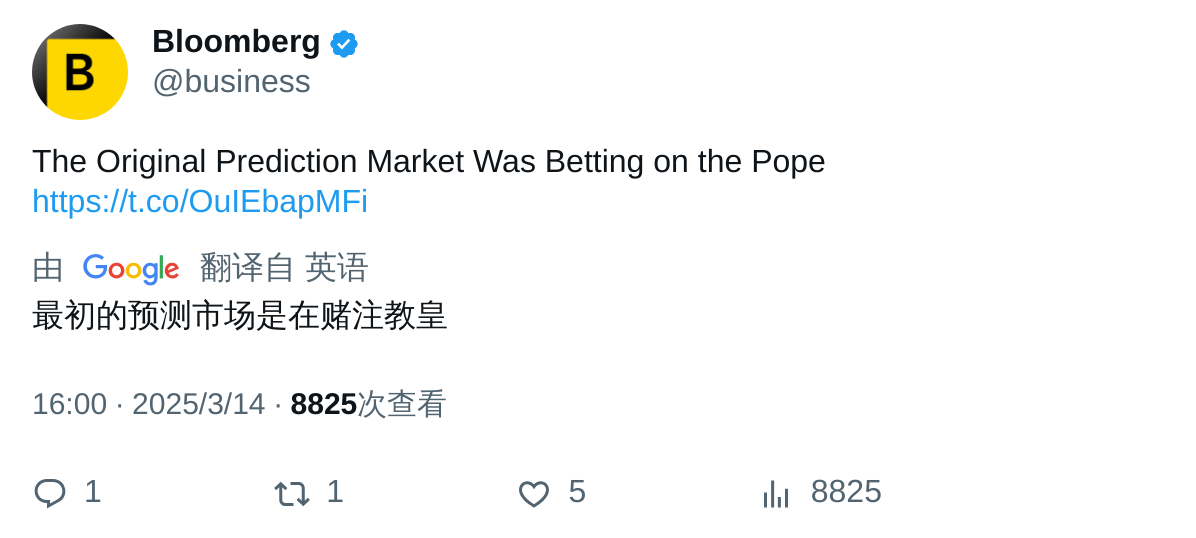 B
Bloomberg
@business
The Original Prediction Market Was Betting on the Pope
https://t.co/OuIEbapMFi
由 Google 翻译自 英语
最初的预测市场是在赌注教皇
16:00 · 2025/3/14 · 8825次查看
1 1 5 8825